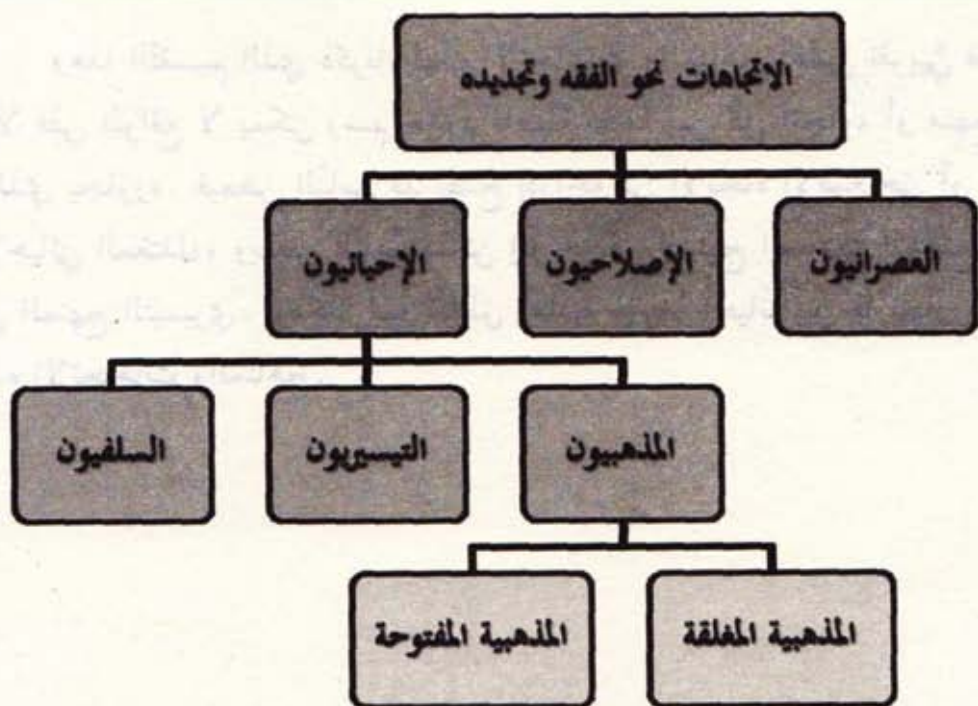 الاتجاهات نحو الفقه وتجديده
العصرانيون
الإصلاحيون
الإحيائيون
المذهبيون
التيسيريون
السلفيون
المذهبية المغلقة
المذهبية المفتوحة